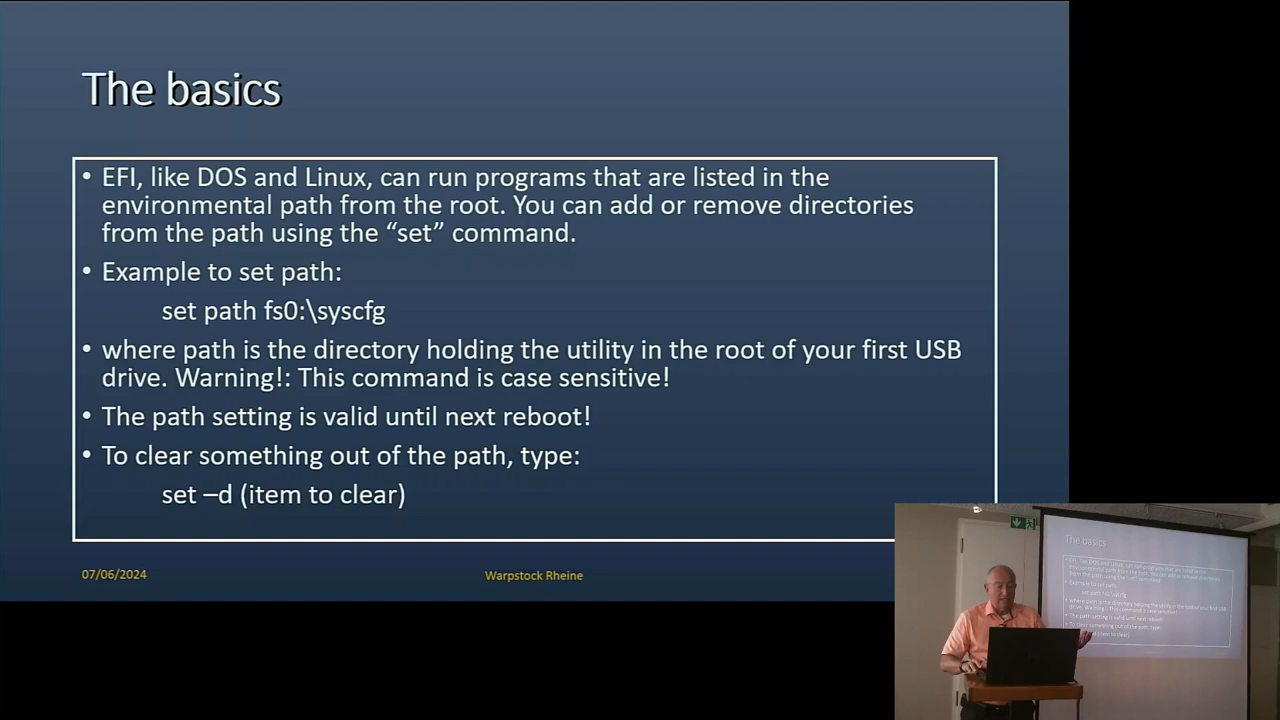 The basics
• EFI, like DOS and Linux, can run programs that are listed in the
environmental path from the root. You can add or remove directories
from the path using the “set” command.
• Example to set path:
set path fs0:\syscfg
• where path is the directory holding the utility in the root of your first USB
drive. Warning!: This command is case sensitive!
• The path setting is valid until next reboot!
• To clear something out of the path, type:
set –d (item to clear)
07/06/2024
Warpstock Rheine
The basics